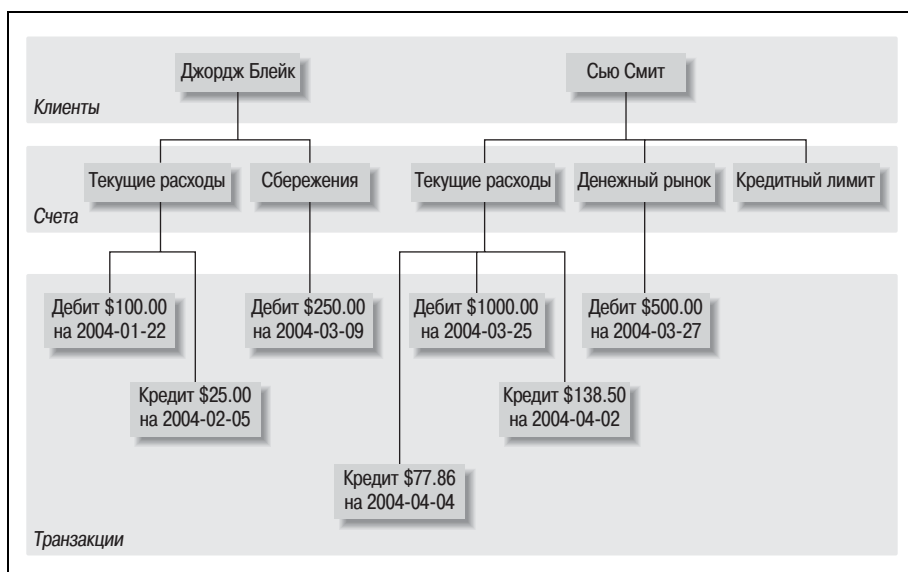 Джордж Блейк
Сью Смит
Клиенты
Текущие расходы
Сбережения
Текущие расходы
Денежный рынок
Кредитный лимит
Счета
Дебит $100.00
на 2004-01-22
Дебит $250.00
на 2004-03-09
Дебит $1000.00
на 2004-03-25
Дебит $500.00
на 2004-03-27
Кредит $25.00
на 2004-02-05
Кредит $138.50
на 2004-04-02
Кредит $77.86
на 2004-04-04
Транзакции